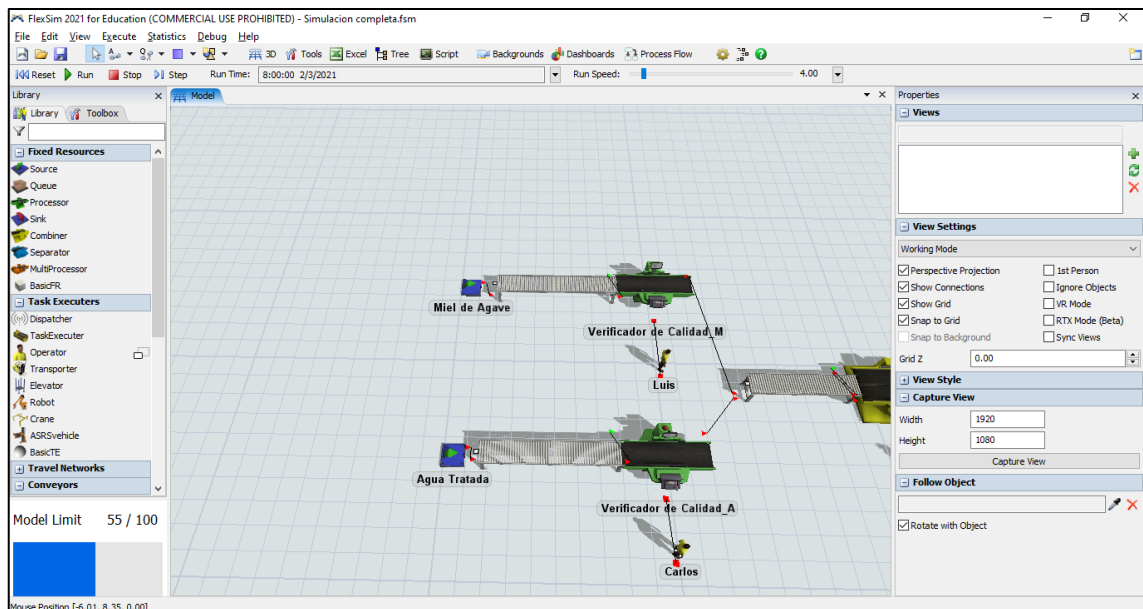 FlexSim 2021 for Education (COMMERCIAL USE PROHIBITED) - Simulacion completa.fsm
File Edit View Execute Statistics Debug Help
3D Tools Excel Tree Script Backgrounds Dashboards Process Flow
Reset Run Stop Step Run Time: 8:00:00 2/3/2021 Run Speed: 4.00
Library
Library Toolbox
Fixed Resources
Source
Queue
Processor
Sink
Combiner
Separator
MultiProcessor
BasicFR
Task Executers
Dispatcher
TaskExecuter
Operator
Transporter
Elevator
Robot
Crane
ASRSvehicle
BasicTE
Travel Networks
Conveyors
Model Limit 55 / 100
Mouse Position [-6.01, 8.35, 0.00]
Model
Miel de Agave
Verificador de Calidad_M
Luis
Agua Tratada
Verificador de Calidad_A
Carlos
Properties
Views
View Settings
Working Mode
Perspective Projection 1st Person
Show Connections Ignore Objects
Show Grid VR Mode
Snap to Grid RTX Mode (Beta)
Snap to Background Sync Views
Grid Z 0.00
View Style
Capture View
Width 1920
Height 1080
Capture View
Follow Object
Rotate with Object